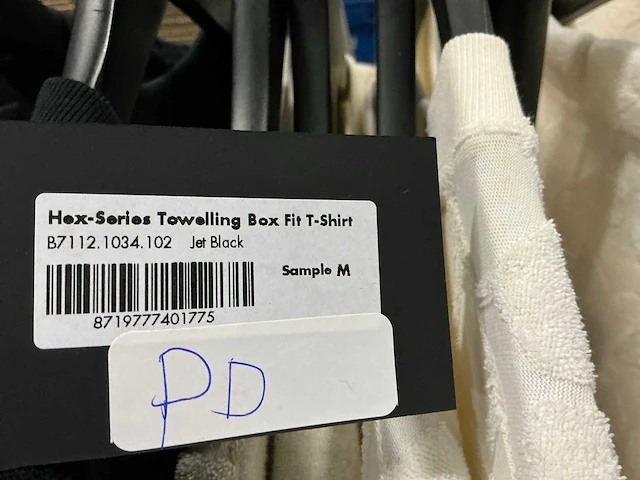 Hex-Series Towelling Box Fit T-Shirt
B7112.1034.102 Jet Black
Sample M
8719777401775
PD